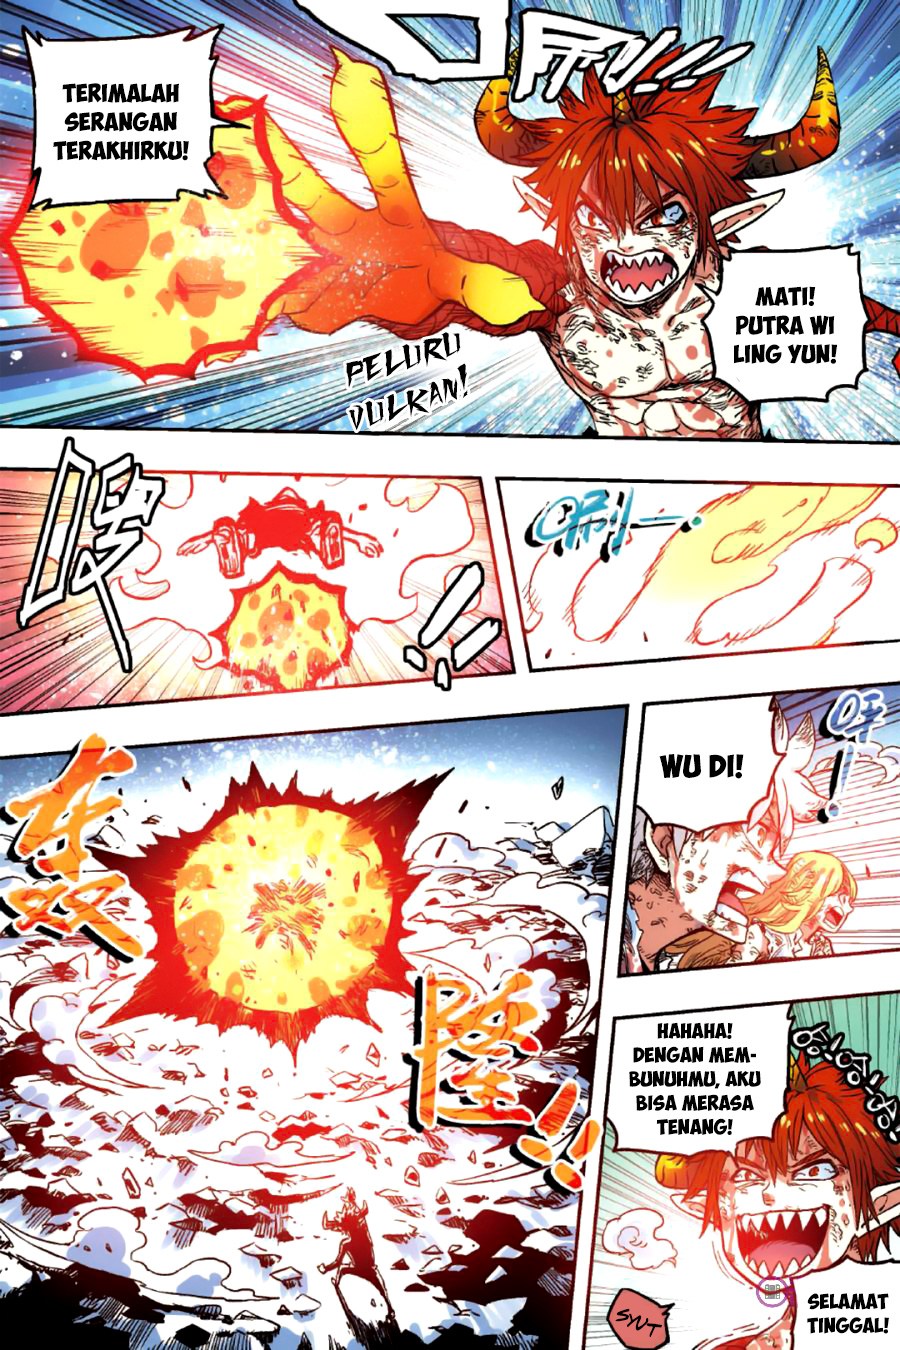 TERIMALAH
SERANGAN
TERAKHIRKU!
MATI!
PUTRA WI
LING YUN!
PELURU
VULKAN!
WU DI!
HAHAHA!
DENGAN MEM-
BUNUHMU, AKU
BISA MERASA
TENANG!
SYUT
SELAMAT
TINGGAL!